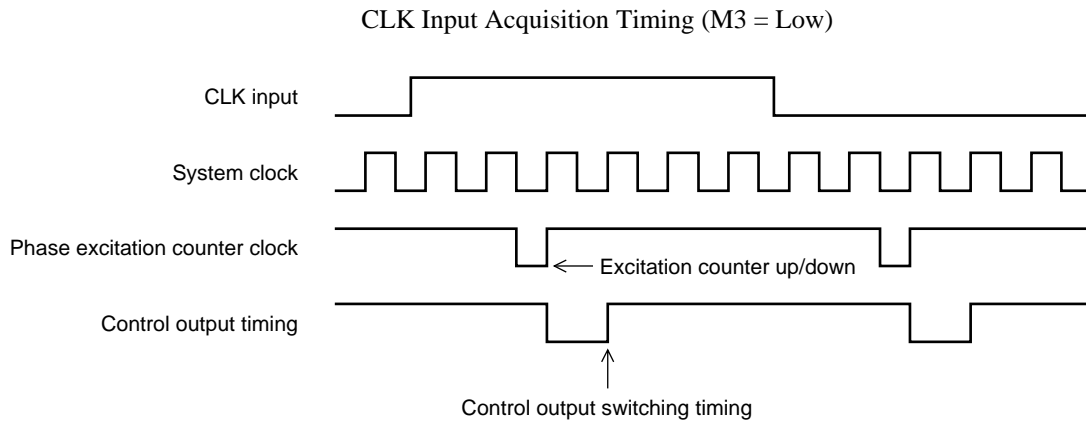 CLK Input Acquisition Timing (M3 = Low)
CLK input
System clock
Phase excitation counter clock
Excitation counter up/down
Control output timing
Control output switching timing